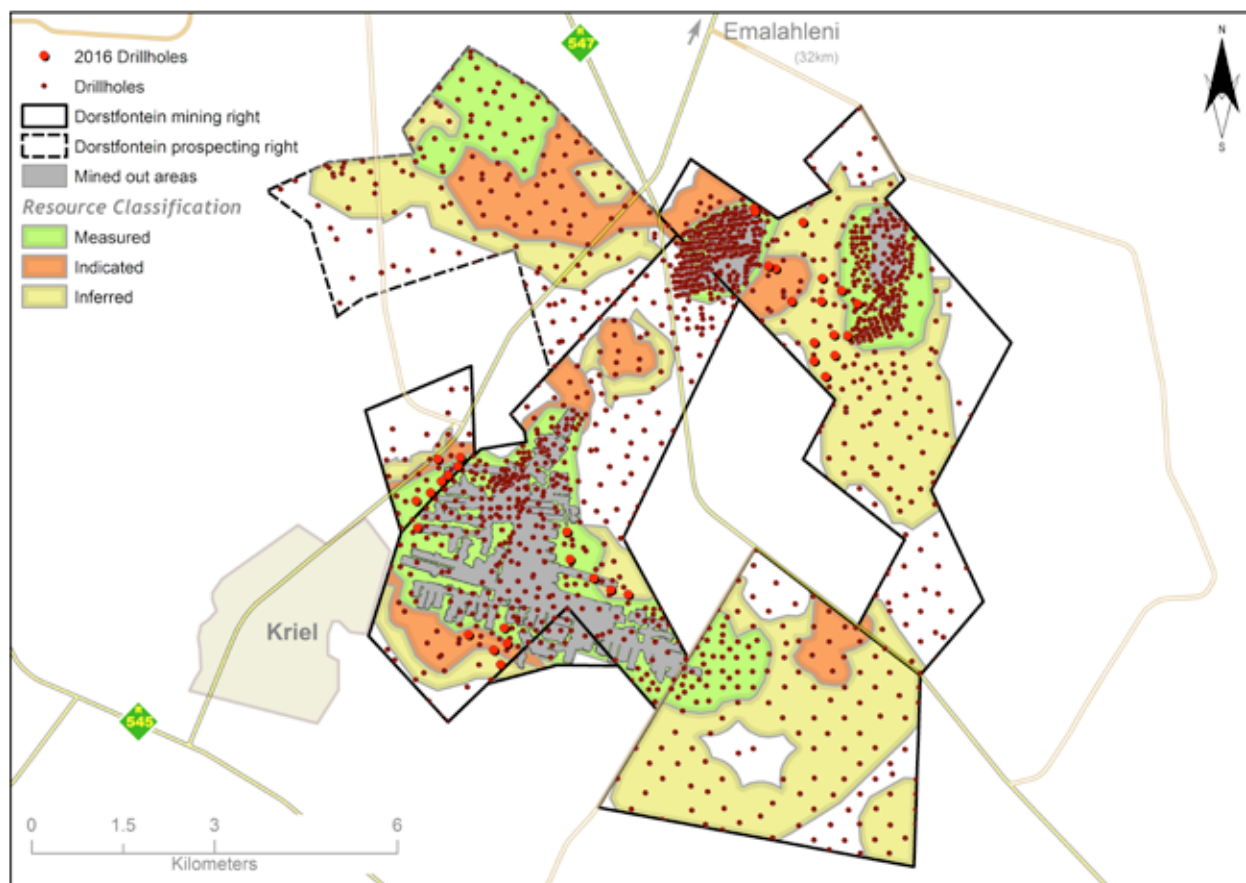 2016 Drillholes
Drillholes
Dorstfontein mining right
Dorstfontein prospecting right
Mined out areas
Resource Classification
Measured
Indicated
Inferred
547
Emalahleni
(32km)
N
S
Kriel
545
0 1.5 3 6
Kilometers